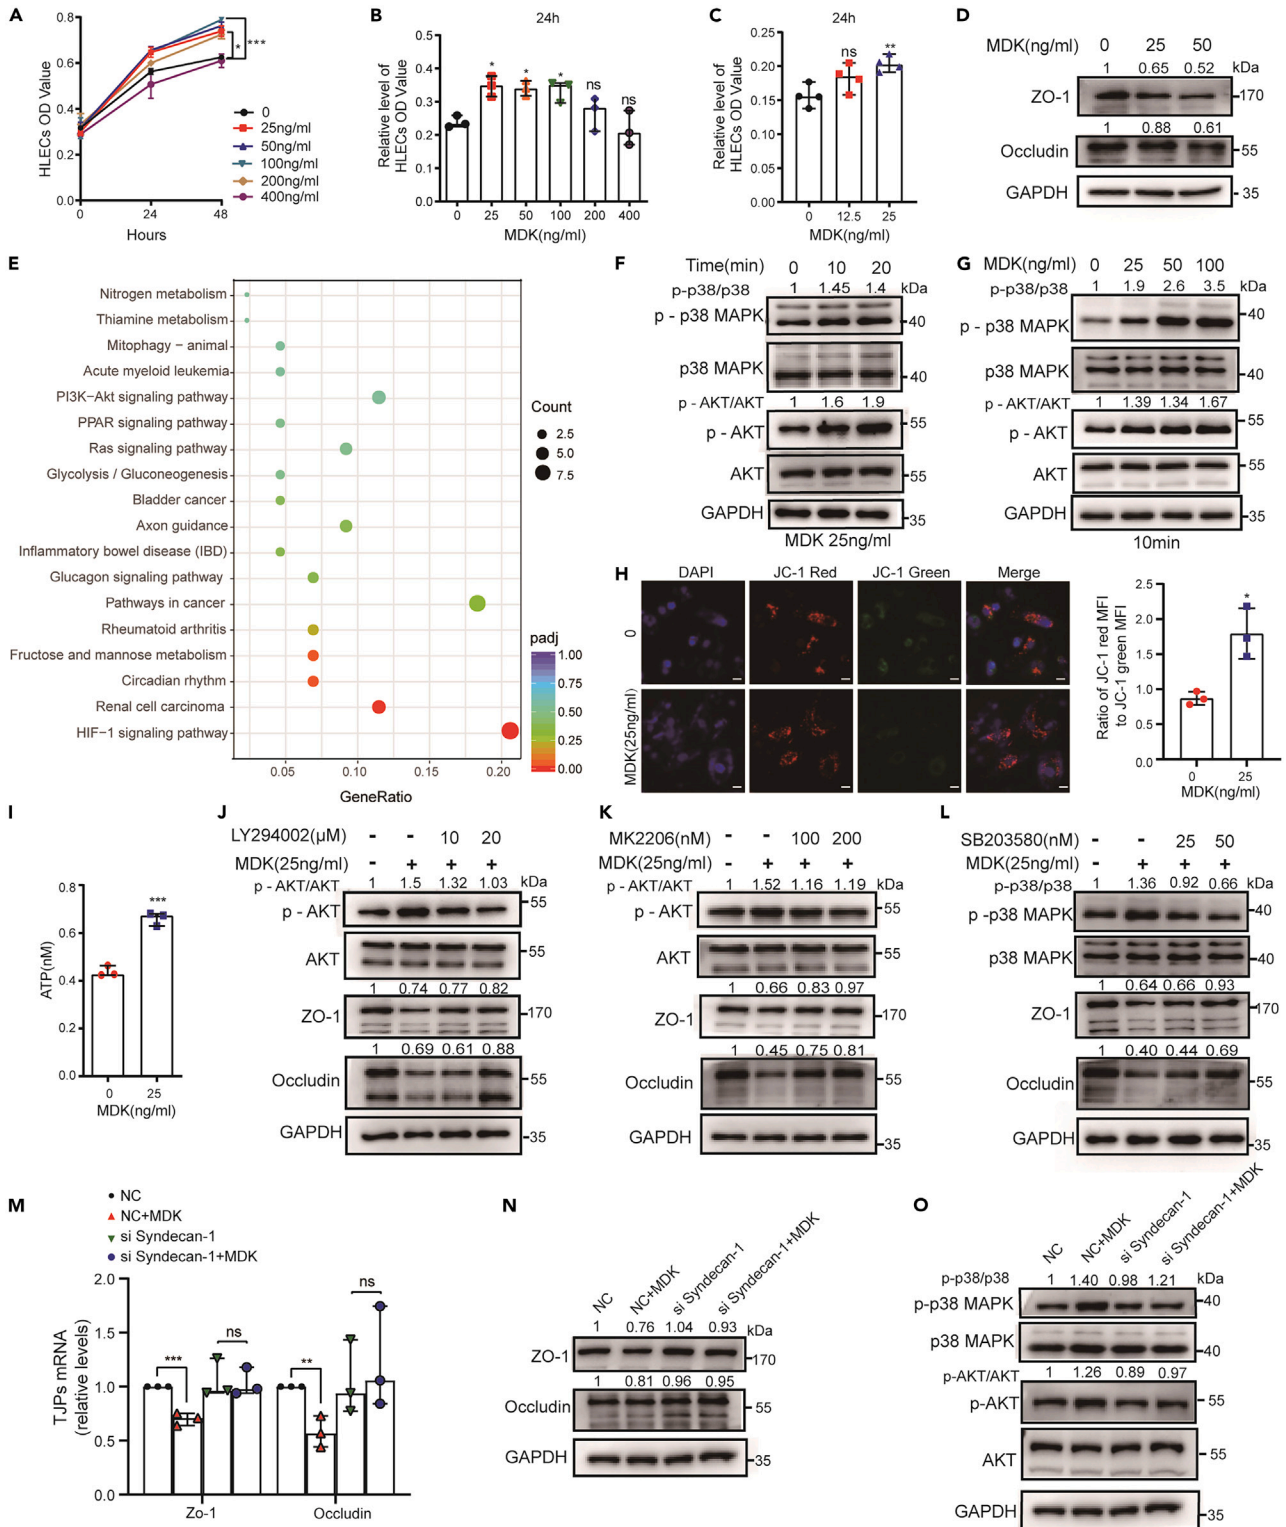 A
HLECs OD Value
0.8
0.6
0.4
0.2
0.0
0
24
48
Hours
*
***
0
25ng/ml
50ng/ml
100ng/ml
200ng/ml
400ng/ml
B
24h
Relative level of
HLECs OD Value
0.5
0.4
0.3
0.2
0.1
0.0
* * * ns ns
0 25 50 100 200 400
MDK(ng/ml)
C
24h
Relative level of
HLECs OD Value
0.25
0.20
0.15
0.10
0.05
0.00
ns **
0 12.5 25
MDK(ng/ml)
D
MDK(ng/ml) 0 25 50
1 0.65 0.52 kDa
ZO-1 170
1 0.88 0.61
Occludin 55
GAPDH 35
E
Nitrogen metabolism
Thiamine metabolism
Mitophagy − animal
Acute myeloid leukemia
PI3K−Akt signaling pathway
PPAR signaling pathway
Ras signaling pathway
Glycolysis / Gluconeogenesis
Bladder cancer
Axon guidance
Inflammatory bowel disease (IBD)
Glucagon signaling pathway
Pathways in cancer
Rheumatoid arthritis
Fructose and mannose metabolism
Circadian rhythm
Renal cell carcinoma
HIF−1 signaling pathway
0.05 0.10 0.15 0.20
GeneRatio
Count
2.5
5.0
7.5
padj
1.00
0.75
0.50
0.25
0.00
F
Time(min) 0 10 20
p-p38/p38 1 1.45 1.4 kDa
p - p38 MAPK 40
p38 MAPK 40
p - AKT/AKT 1 1.6 1.9
p - AKT 55
AKT 55
GAPDH 35
MDK 25ng/ml
G
MDK(ng/ml) 0 25 50 100
p-p38/p38 1 1.9 2.6 3.5 kDa
p - p38 MAPK 40
p38 MAPK 40
p - AKT/AKT 1 1.39 1.34 1.67
p - AKT 55
AKT 55
GAPDH 35
10min
H
DAPI JC-1 Red JC-1 Green Merge
0
MDK(25ng/ml)
Ratio of JC-1 red MFI
to JC-1 green MFI
2.5
2.0
1.5
1.0
0.5
0.0
*
0 25
MDK(ng/ml)
I
ATP(nM)
0.8
0.6
0.4
0.2
0.0
***
0 25
MDK(ng/ml)
J
LY294002(μM) - - 10 20
MDK(25ng/ml) - + + +
p - AKT/AKT 1 1.5 1.32 1.03 kDa
p - AKT 55
AKT 55
1 0.74 0.77 0.82
ZO-1 170
1 0.69 0.61 0.88
Occludin 55
GAPDH 35
K
MK2206(nM) - - 100 200
MDK(25ng/ml) - + + +
p - AKT/AKT 1 1.52 1.16 1.19 kDa
p - AKT 55
AKT 55
1 0.66 0.83 0.97
ZO-1 170
1 0.45 0.75 0.81
Occludin 55
GAPDH 35
L
SB203580(nM) - - 25 50
MDK(25ng/ml) - + + +
p-p38/p38 1 1.36 0.92 0.66 kDa
p -p38 MAPK 40
p38 MAPK 40
1 0.64 0.66 0.93
ZO-1 170
1 0.40 0.44 0.69
Occludin 55
GAPDH 35
M
NC
NC+MDK
si Syndecan-1
si Syndecan-1+MDK
TJPs mRNA
(relative levels)
2.0
1.5
1.0
0.5
0.0
*** ns ** ns
Zo-1 Occludin
N
NC NC+MDK si Syndecan-1 si Syndecan-1+MDK
1 0.76 1.04 0.93 kDa
ZO-1 170
1 0.81 0.96 0.95
Occludin 55
GAPDH 35
O
NC NC+MDK si Syndecan-1 si Syndecan-1+MDK
p-p38/p38 1 1.40 0.98 1.21 kDa
p-p38 MAPK 40
p38 MAPK 40
p-AKT/AKT 1 1.26 0.89 0.97
p-AKT 55
AKT 55
GAPDH 35